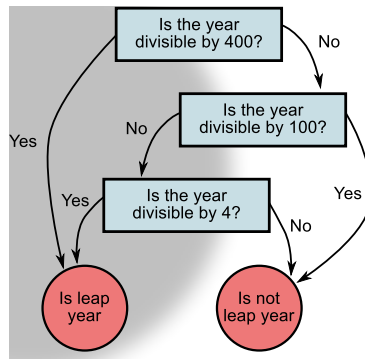 Is the year
divisible by 400?
No
Is the year
divisible by 100?
Yes
No
Is the year
divisible by 4?
Yes
Yes
No
Is leap
year
Is not
leap year